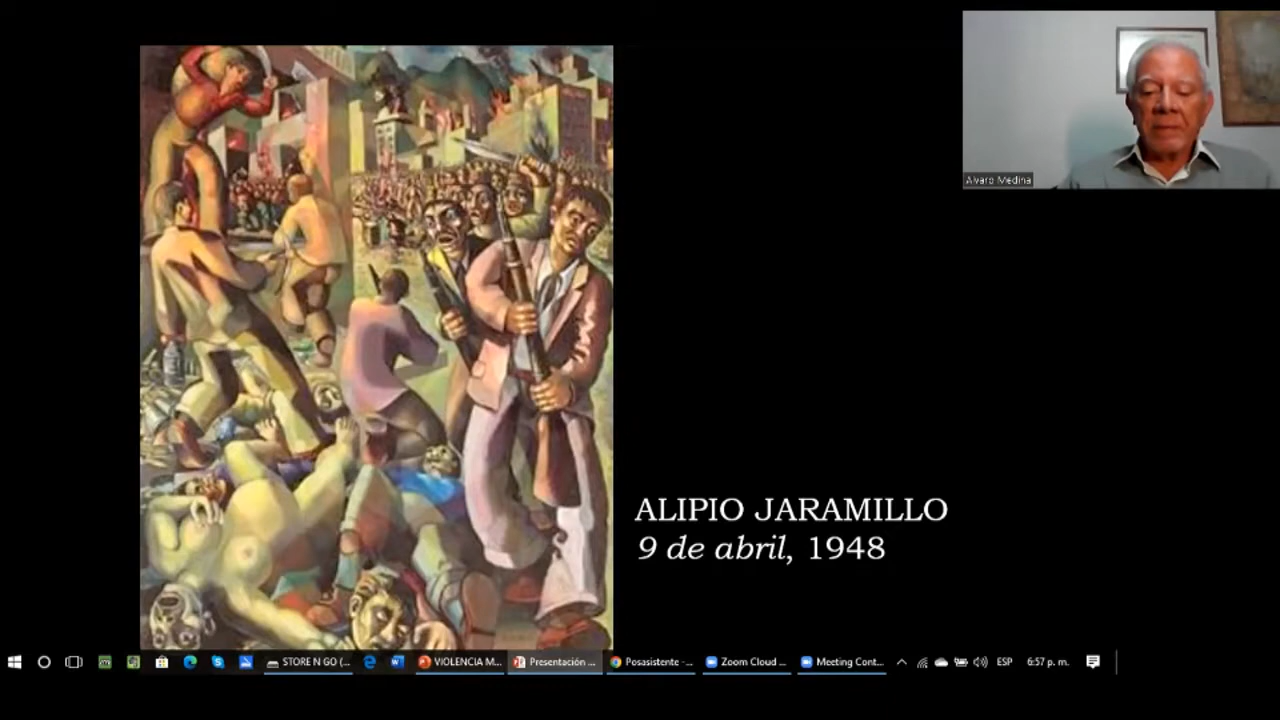 Alvaro Medina
ALIPIO JARAMILLO
9 de abril, 1948
STORE N GO (...
VIOLENCIA M...
Presentación ...
Posasistente -...
Zoom Cloud ...
Meeting Cont...
ESP
6:57 p. m.